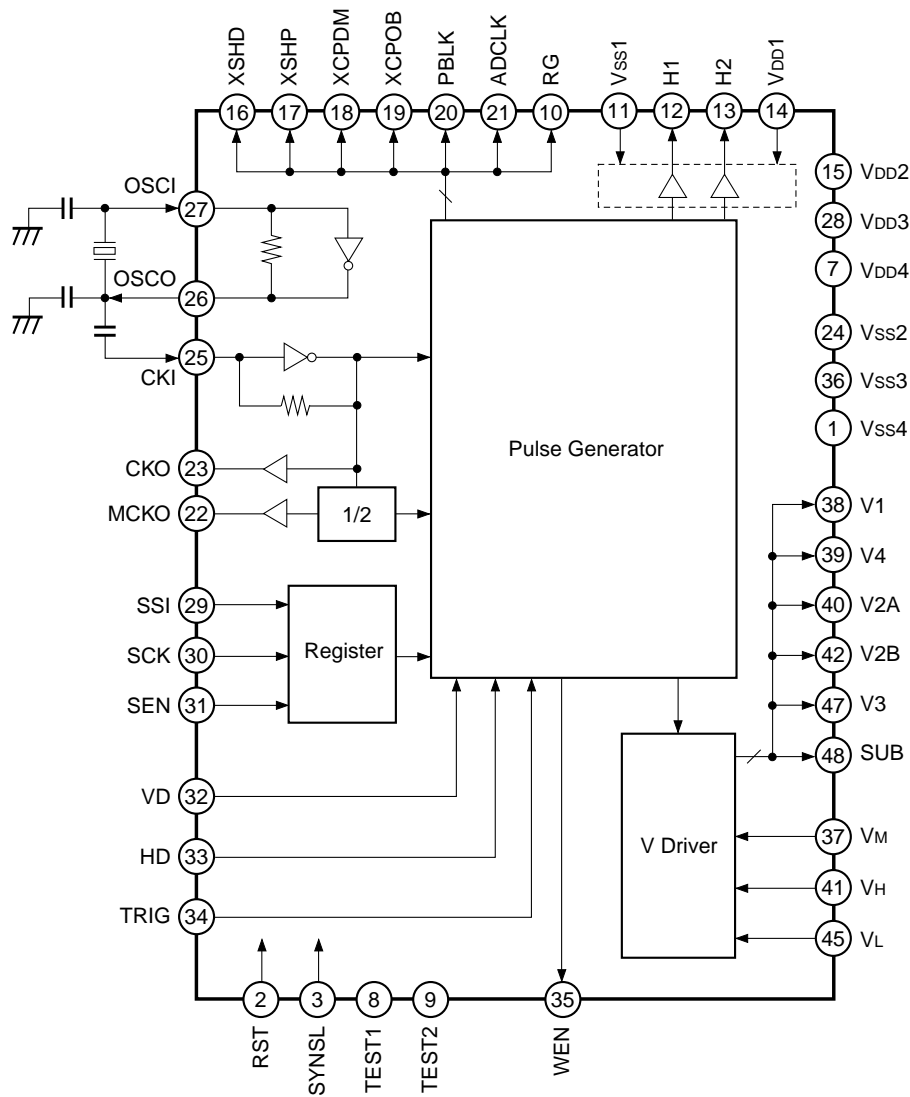 XSHD
XSHP
XCPDM
XCPOB
PBLK
ADCLK
RG
VSS1
H1
H2
VDD1
16
17
18
19
20
21
10
11
12
13
14
OSCI
27
OSCO
26
25
CKI
CKO
23
MCKO
22
1/2
Pulse Generator
SSI
29
SCK
30
SEN
31
Register
VD
32
HD
33
TRIG
34
15
VDD2
28
VDD3
7
VDD4
24
VSS2
36
VSS3
1
VSS4
38
V1
39
V4
40
V2A
42
V2B
47
V3
48
SUB
V Driver
37
VM
41
VH
45
VL
2
3
8
9
35
RST
SYNSL
TEST1
TEST2
WEN